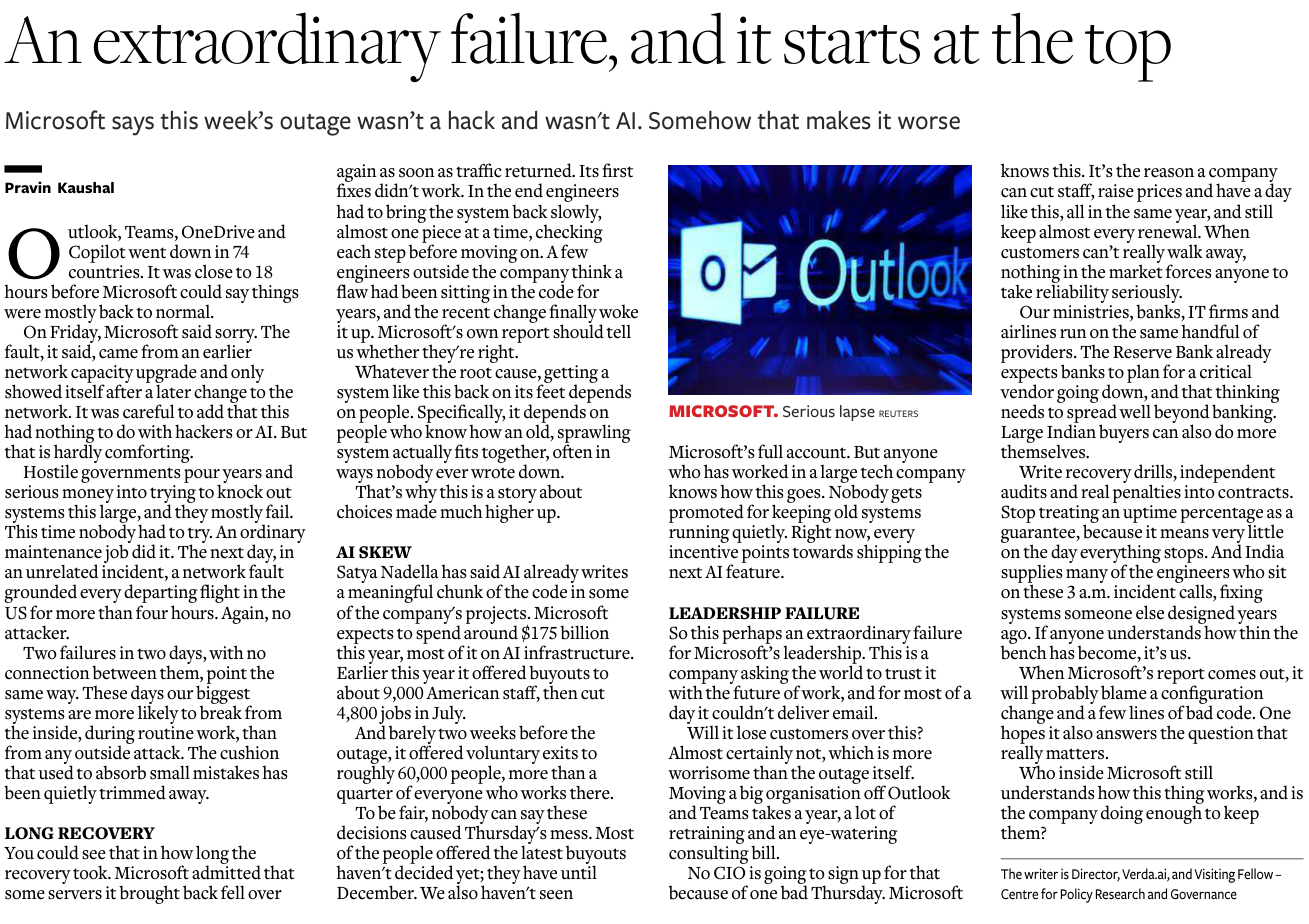 An extraordinary failure, and it starts at the top
Microsoft says this week's outage wasn't a hack and wasn't AI. Somehow that makes it worse
Pravin Kaushal
Outlook, Teams, OneDrive and
Copilot went down in 74
countries. It was close to 18
hours before Microsoft could say things
were mostly back to normal.
On Friday, Microsoft said sorry. The
fault, it said, came from an earlier
network capacity upgrade and only
showed itself after a later change to the
network. It was careful to add that this
had nothing to do with hackers or AI. But
that is hardly comforting.
Hostile governments pour years and
serious money into trying to knock out
systems this large, and they mostly fail.
This time nobody had to try. An ordinary
maintenance job did it. The next day, in
an unrelated incident, a network fault
grounded every departing flight in the
US for more than four hours. Again, no
attacker.
Two failures in two days, with no
connection between them, point the
same way. These days our biggest
systems are more likely to break from
the inside, during routine work, than
from any outside attack. The cushion
that used to absorb small mistakes has
been quietly trimmed away.
LONG RECOVERY
You could see that in how long the
recovery took. Microsoft admitted that
some servers it brought back fell over
again as soon as traffic returned. Its first
fixes didn't work. In the end engineers
had to bring the system back slowly,
almost one piece at a time, checking
each step before moving on. A few
engineers outside the company think a
flaw had been sitting in the code for
years, and the recent change finally woke
it up. Microsoft's own report should tell
us whether they're right.
Whatever the root cause, getting a
system like this back on its feet depends
on people. Specifically, it depends on
people who know how an old, sprawling
system actually fits together, often in
ways nobody ever wrote down.
That's why this is a story about
choices made much higher up.
AI SKEW
Satya Nadella has said AI already writes
a meaningful chunk of the code in some
of the company's projects. Microsoft
expects to spend around $175 billion
this year, most of it on AI infrastructure.
Earlier this year it offered buyouts to
about 9,000 American staff, then cut
4,800 jobs in July.
And barely two weeks before the
outage, it offered voluntary exits to
roughly 60,000 people, more than a
quarter of everyone who works there.
To be fair, nobody can say these
decisions caused Thursday's mess. Most
of the people offered the latest buyouts
haven't decided yet; they have until
December. We also haven't seen
Outlook
MICROSOFT. Serious lapse REUTERS
Microsoft's full account. But anyone
who has worked in a large tech company
knows how this goes. Nobody gets
promoted for keeping old systems
running quietly. Right now, every
incentive points towards shipping the
next AI feature.
LEADERSHIP FAILURE
So this perhaps an extraordinary failure
for Microsoft's leadership. This is a
company asking the world to trust it
with the future of work, and for most of a
day it couldn't deliver email.
Will it lose customers over this?
Almost certainly not, which is more
worrisome than the outage itself.
Moving a big organisation off Outlook
and Teams takes a year, a lot of
retraining and an eye-watering
consulting bill.
No CIO is going to sign up for that
because of one bad Thursday. Microsoft
knows this. It's the reason a company
can cut staff, raise prices and have a day
like this, all in the same year, and still
keep almost every renewal. When
customers can't really walk away,
nothing in the market forces anyone to
take reliability seriously.
Our ministries, banks, IT firms and
airlines run on the same handful of
providers. The Reserve Bank already
expects banks to plan for a critical
vendor going down, and that thinking
needs to spread well beyond banking.
Large Indian buyers can also do more
themselves.
Write recovery drills, independent
audits and real penalties into contracts.
Stop treating an uptime percentage as a
guarantee, because it means very little
on the day everything stops. And India
supplies many of the engineers who sit
on these 3 a.m. incident calls, fixing
systems someone else designed years
ago. If anyone understands how thin the
bench has become, it's us.
When Microsoft's report comes out, it
will probably blame a configuration
change and a few lines of bad code. One
hopes it also answers the question that
really matters.
Who inside Microsoft still
understands how this thing works, and is
the company doing enough to keep
them?
The writer is Director, Verda.ai, and Visiting Fellow –
Centre for Policy Research and Governance